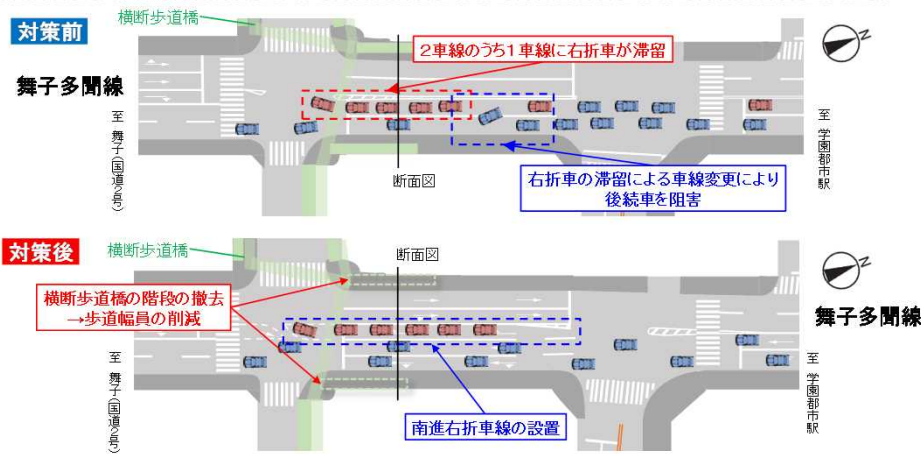 対策前
横断歩道橋
2車線のうち1車線に右折車が滞留
舞子多聞線
至 舞子(国道2号)
至 学園都市駅
断面図
右折車の滞留による車線変更により
後続車を阻害
N
対策後
横断歩道橋
断面図
横断歩道橋の階段の撤去
→歩道幅員の削減
舞子多聞線
至 舞子(国道2号)
至 学園都市駅
南進右折車線の設置
N